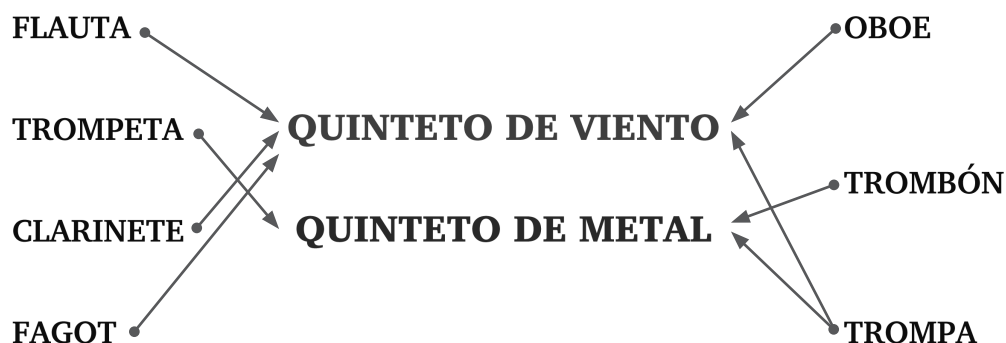 FLAUTA
OBOE
QUINTETO DE VIENTO
TROMPETA
TROMBÓN
CLARINETE
QUINTETO DE METAL
FAGOT
TROMPA